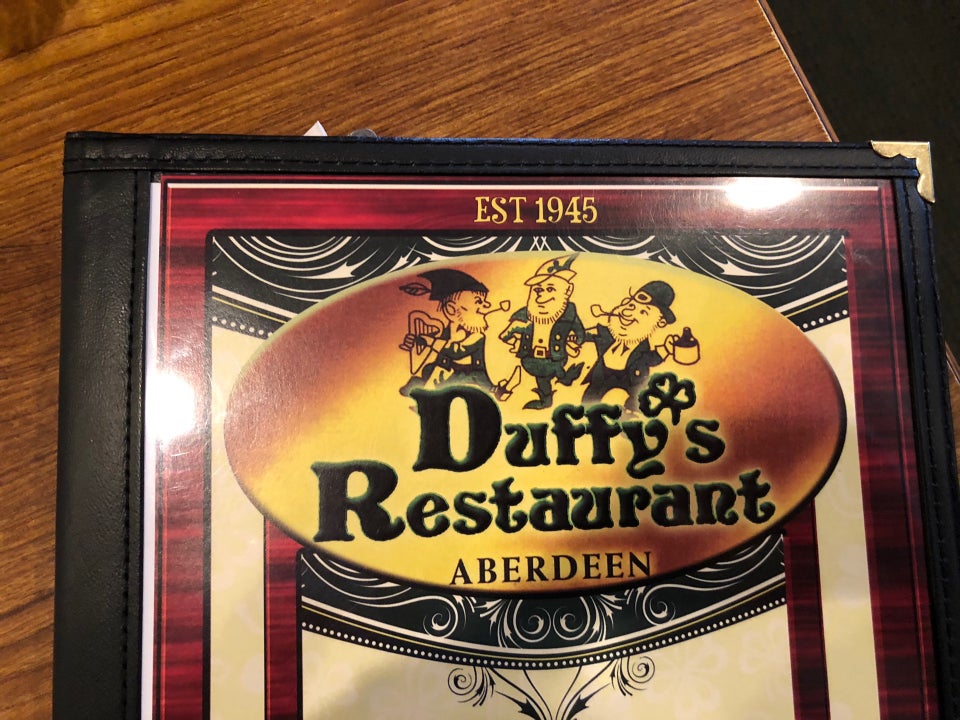 EST 1945
Duffy's
Restaurant
ABERDEEN